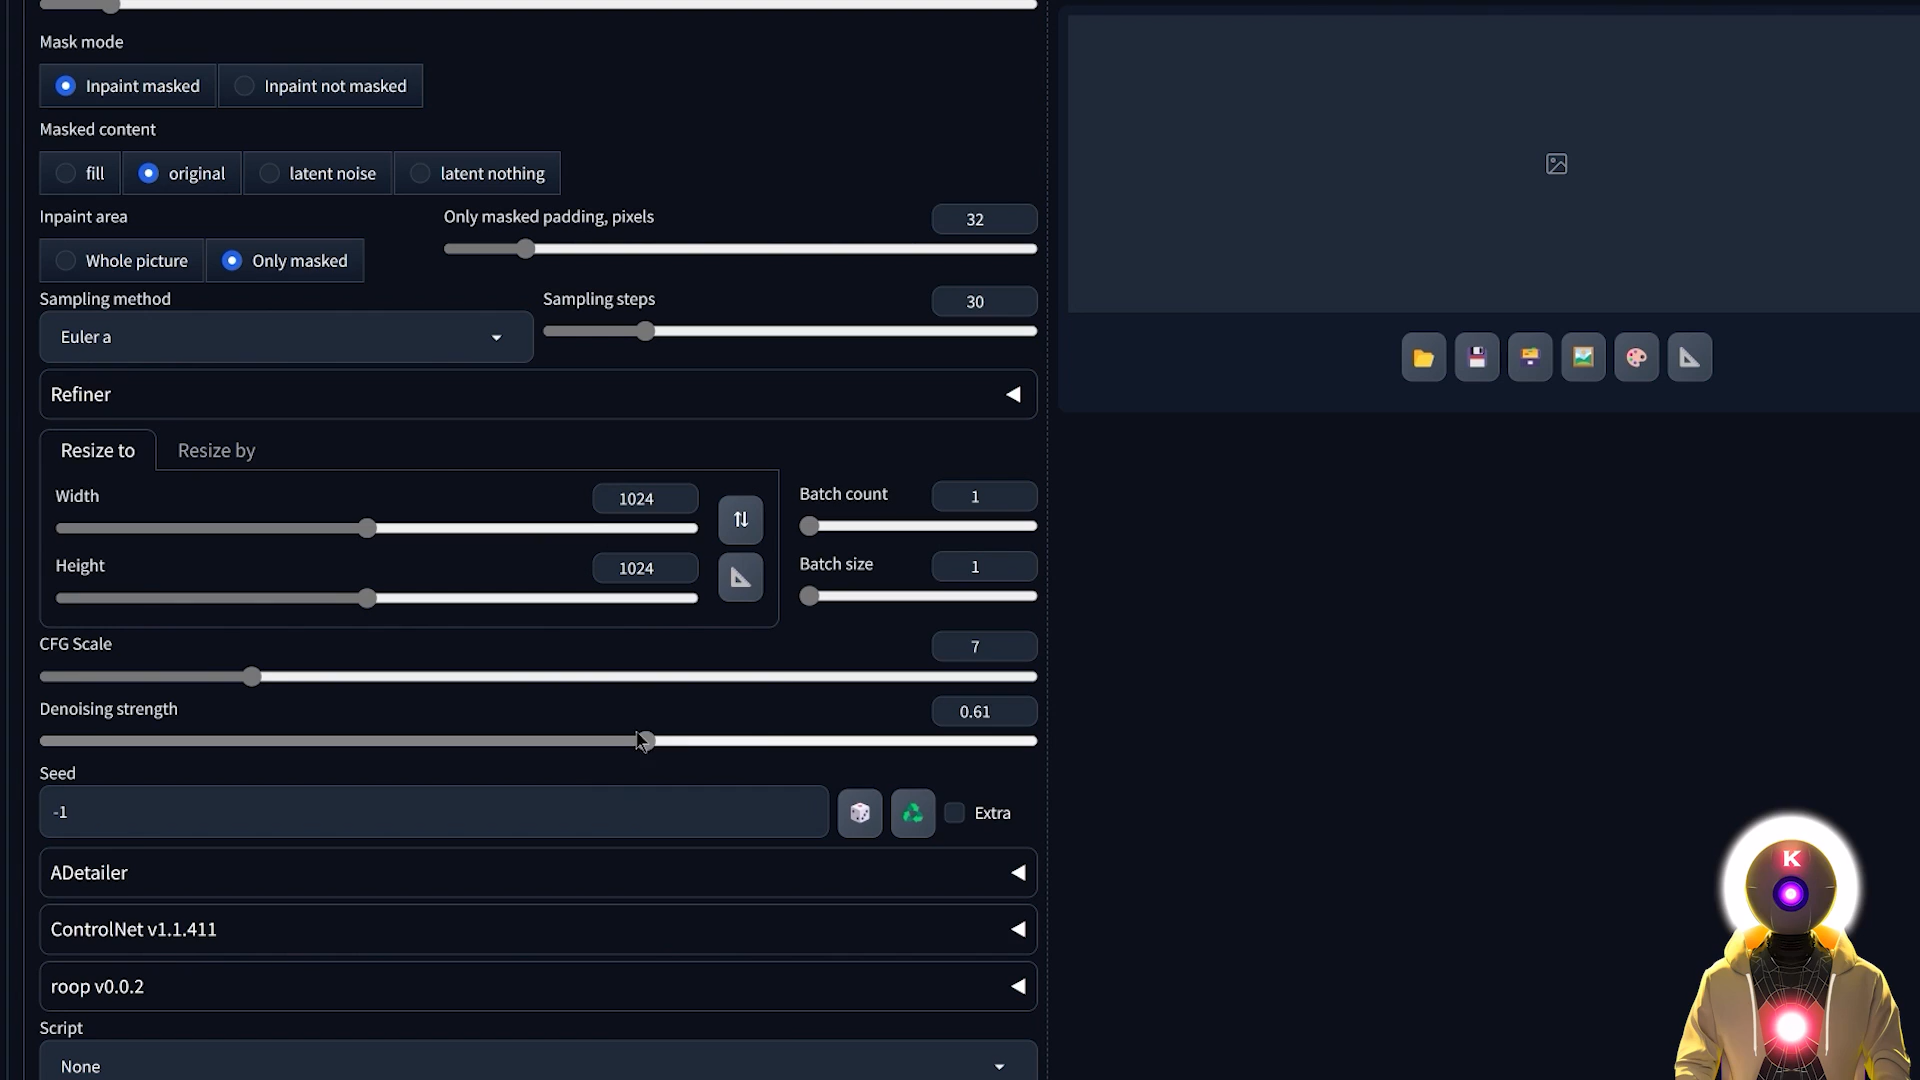 Mask mode
Inpaint masked
Inpaint not masked
Masked content
fill
original
latent noise
latent nothing
Inpaint area
Only masked padding, pixels
32
Whole picture
Only masked
Sampling method
Sampling steps
30
Euler a
Refiner
Resize to
Resize by
Width
1024
Batch count
1
Height
1024
Batch size
1
CFG Scale
7
Denoising strength
0.61
Seed
-1
Extra
ADetailer
ControlNet v1.1.411
roop v0.0.2
Script
None
K